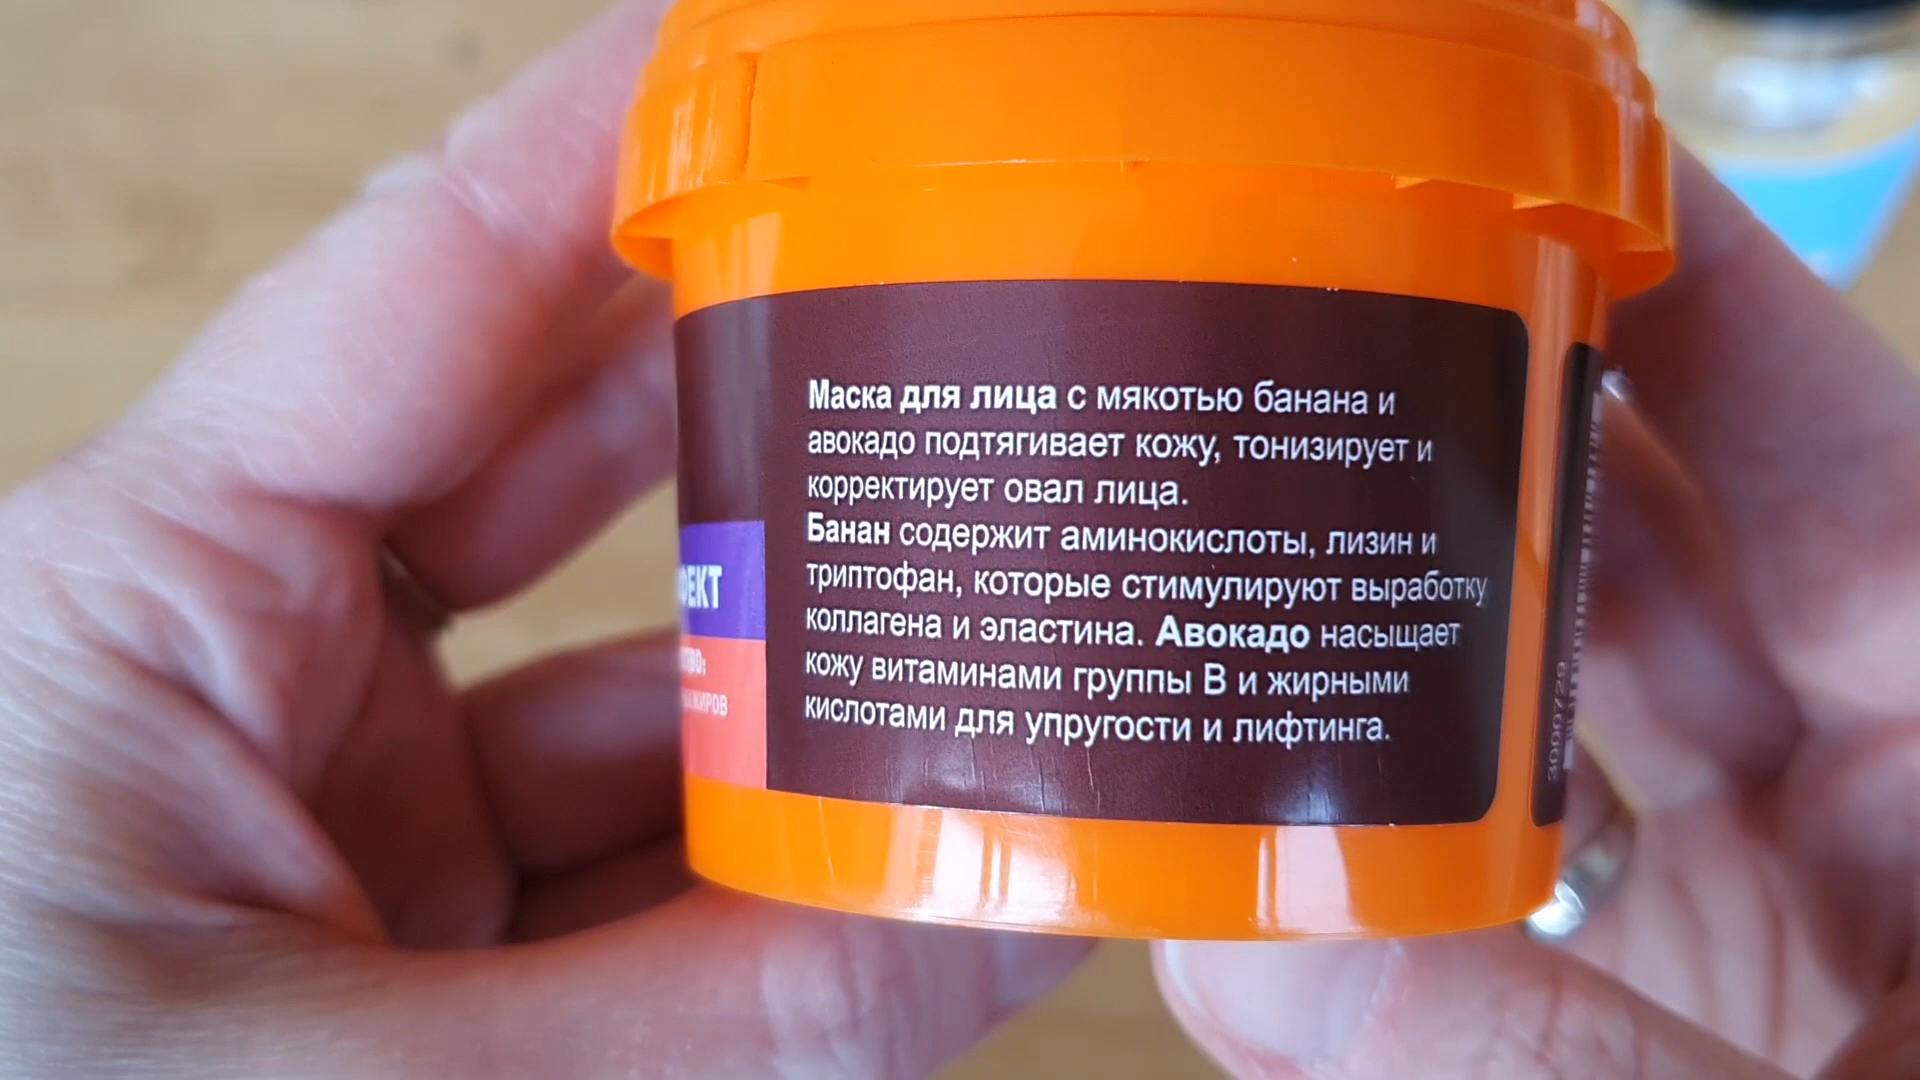 Маска для лица с мякотью банана и
авокадо подтягивает кожу, тонизирует и
корректирует овал лица.
Банан содержит аминокислоты, лизин и
триптофан, которые стимулируют выработку
коллагена и эластина. Авокадо насыщает
кожу витаминами группы В и жирными
кислотами для упругости и лифтинга.
3000729